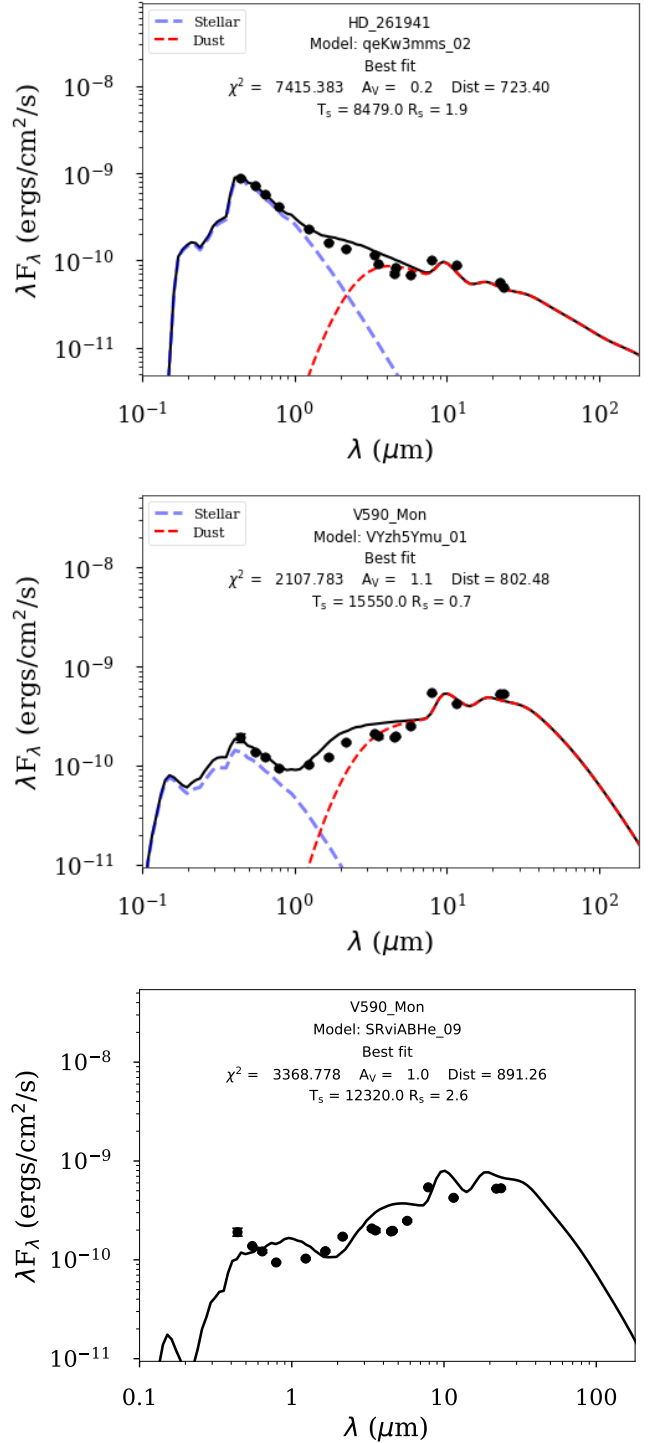 Stellar
Dust
HD_261941
Model: qeKw3mms_02
Best fit
χ² = 7415.383 A_V = 0.2 Dist = 723.40
T_s = 8479.0 R_s = 1.9
λF_λ (ergs/cm²/s)
10⁻⁸
10⁻⁹
10⁻¹⁰
10⁻¹¹
10⁻¹ 10⁰ 10¹ 10²
λ (μm)
Stellar
Dust
V590_Mon
Model: VYzh5Ymu_01
Best fit
χ² = 2107.783 A_V = 1.1 Dist = 802.48
T_s = 15550.0 R_s = 0.7
λF_λ (ergs/cm²/s)
10⁻⁸
10⁻⁹
10⁻¹⁰
10⁻¹¹
10⁻¹ 10⁰ 10¹ 10²
λ (μm)
V590_Mon
Model: SRviABHe_09
Best fit
χ² = 3368.778 A_V = 1.0 Dist = 891.26
T_s = 12320.0 R_s = 2.6
λF_λ (ergs/cm²/s)
10⁻⁸
10⁻⁹
10⁻¹⁰
10⁻¹¹
0.1 1 10 100
λ (μm)